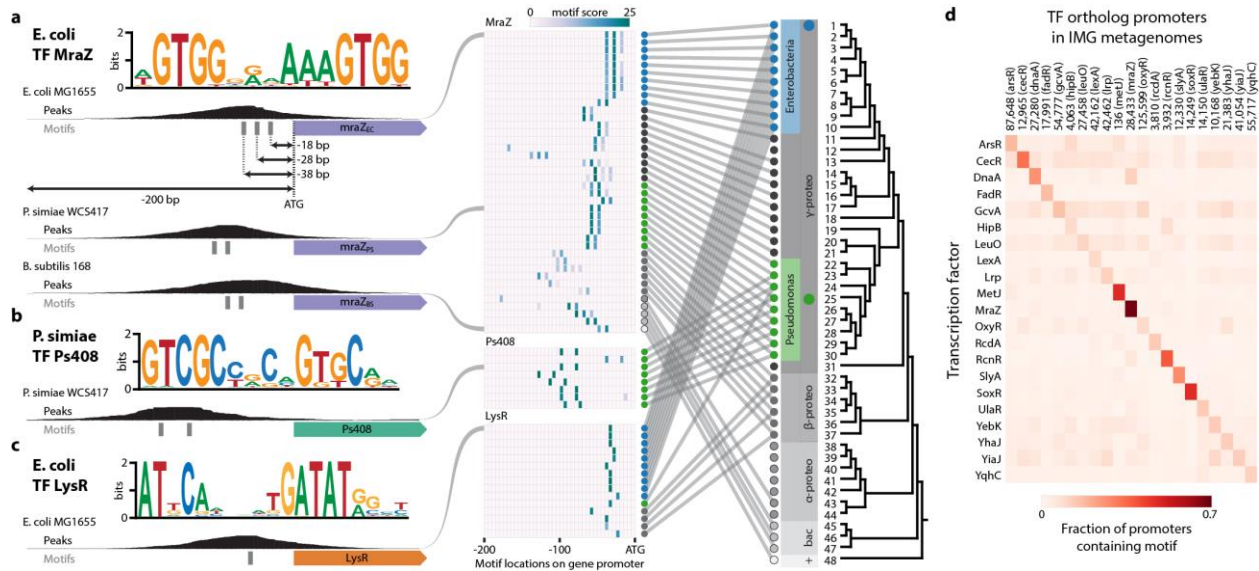 a
E. coli
TF MraZ
2
bits
0
GTGG AAAGTGG
E. coli MG1655
Peaks
Motifs
mraZEC
-18 bp
-28 bp
-38 bp
-200 bp
ATG
P. simiae WCS417
Peaks
Motifs
mraZPS
B. subtilis 168
Peaks
Motifs
mraZBS
b
P. simiae
TF Ps408
2
bits
0
GTCGCC CAGTGCA
P. simiae WCS417
Peaks
Motifs
Ps408
c
E. coli
TF LysR
2
bits
0
AT CA TGATAT
E. coli MG1655
Peaks
Motifs
LysR
0 motif score 25
MraZ
Ps408
LysR
-200 -100 ATG
Motif locations on gene promoter
Enterobacteria
γ-proteo
Pseudomonas
β-proteo
α-proteo
bac
+
1
2
3
4
5
6
7
8
9
10
11
12
13
14
15
16
17
18
19
20
21
22
23
24
25
26
27
28
29
30
31
32
33
34
35
36
37
38
39
40
41
42
43
44
45
46
47
48
d
TF ortholog promoters
in IMG metagenomes
87,648 (arsR)
12,965 (cecR)
27,280 (dnaA)
17,991 (fadR)
54,777 (gcvA)
4,063 (hipB)
27,458 (leuO)
42,162 (lexA)
42,462 (lrp)
136 (metJ)
28,433 (mraZ)
125,599 (oxyR)
3,810 (rcdA)
3,932 (rcnR)
12,330 (slyA)
14,249 (soxR)
14,150 (ulaR)
10,168 (yebK)
21,383 (yhaJ)
41,054 (yiaJ)
55,717 (yqhC)
Transcription factor
ArsR
CecR
DnaA
FadR
GcvA
HipB
LeuO
LexA
Lrp
MetJ
MraZ
OxyR
RcdA
RcnR
SlyA
SoxR
UlaR
YebK
YhaJ
YiaJ
YqhC
0 0.7
Fraction of promoters
containing motif